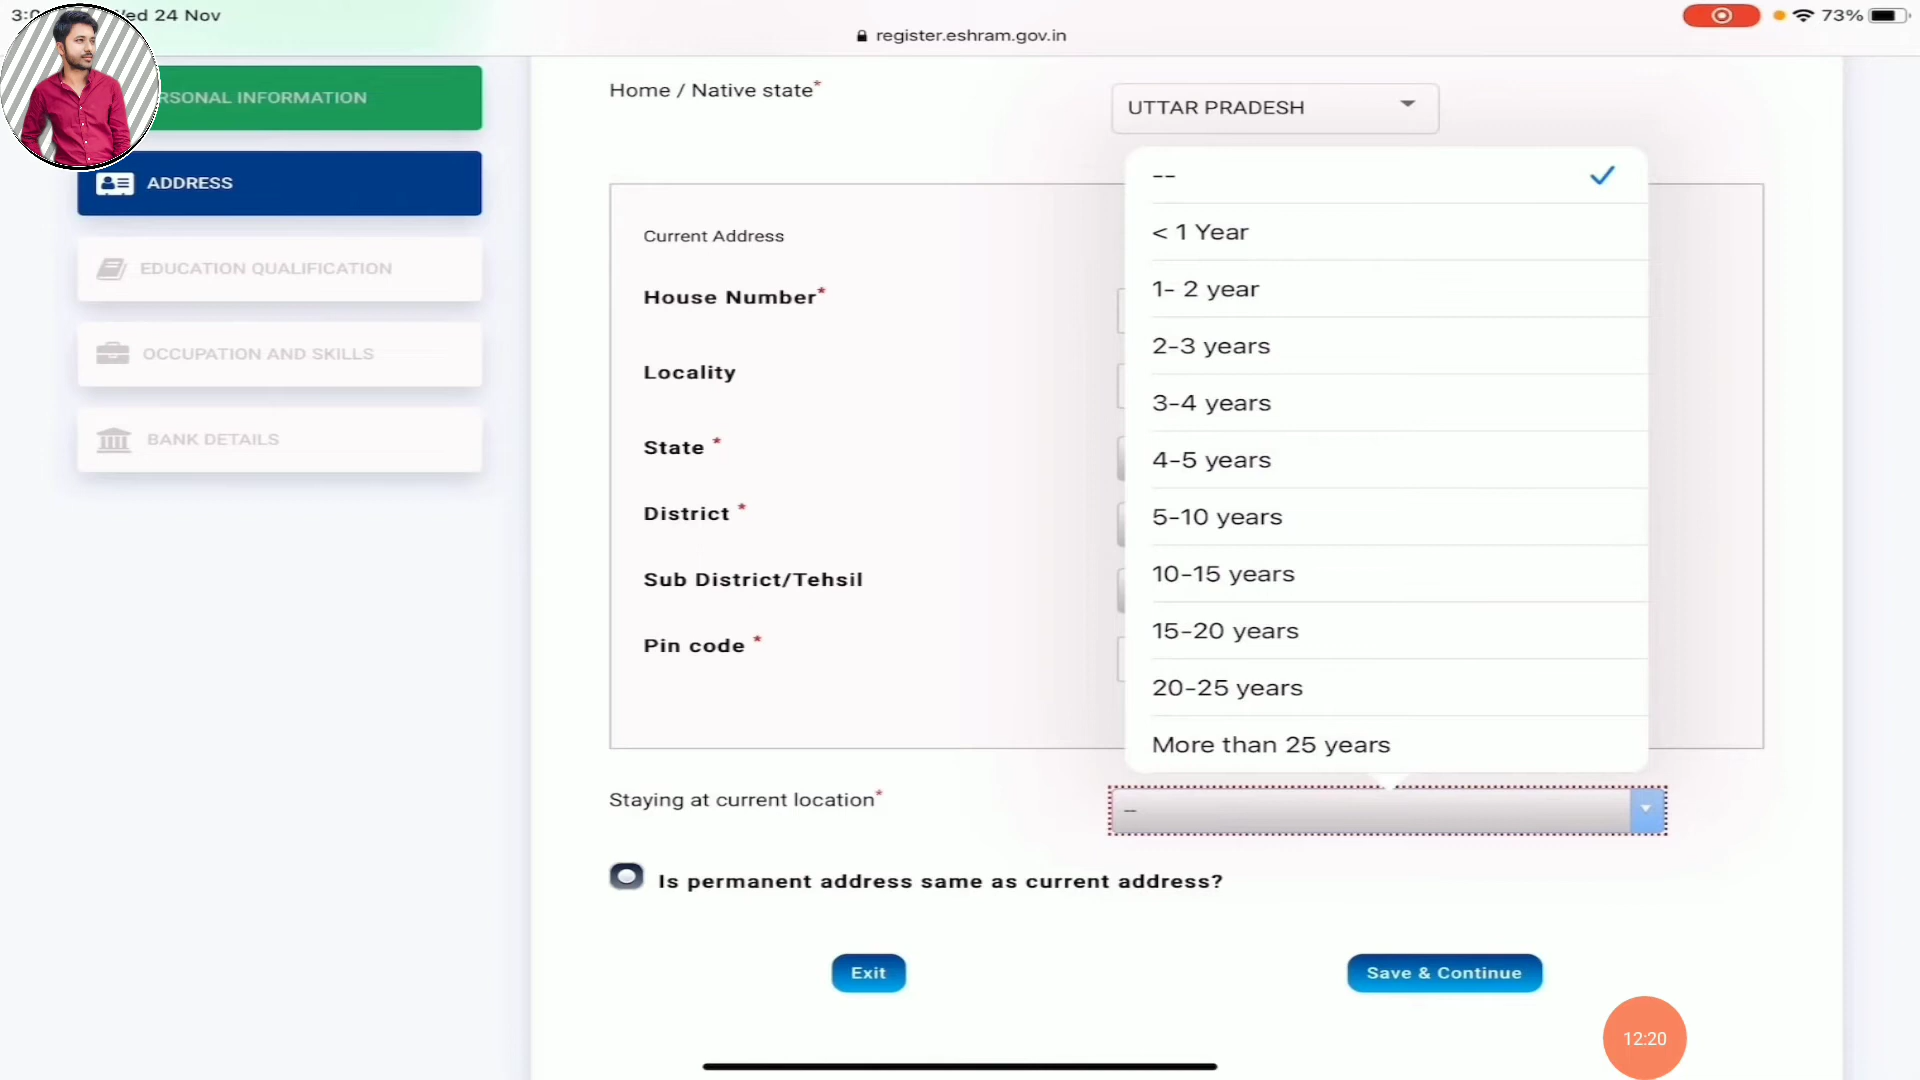 Wed 24 Nov
73%
register.eshram.gov.in
PERSONAL INFORMATION
ADDRESS
EDUCATION QUALIFICATION
OCCUPATION AND SKILLS
BANK DETAILS
Home / Native state*
UTTAR PRADESH
Current Address
House Number*
Locality
State *
District *
Sub District/Tehsil
Pin code *
--
< 1 Year
1- 2 year
2-3 years
3-4 years
4-5 years
5-10 years
10-15 years
15-20 years
20-25 years
More than 25 years
Staying at current location*
--
Is permanent address same as current address?
Exit
Save & Continue
12:20